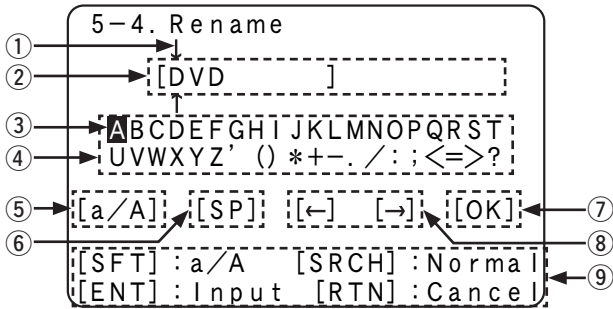 5-4. Rename
①
② [DVD ]
③ ABCDEFGHIJKLMNOPQRST
④ UVWXYZ' ()*+-./:;<=>?
⑤ [a/A] [SP] [←] [→] [OK] ⑦
⑥ ⑧
[SFT] :a/A [SRCH] :Normal ⑨
[ENT] :Input [RTN] :Cancel